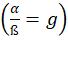 (α/ß = g)